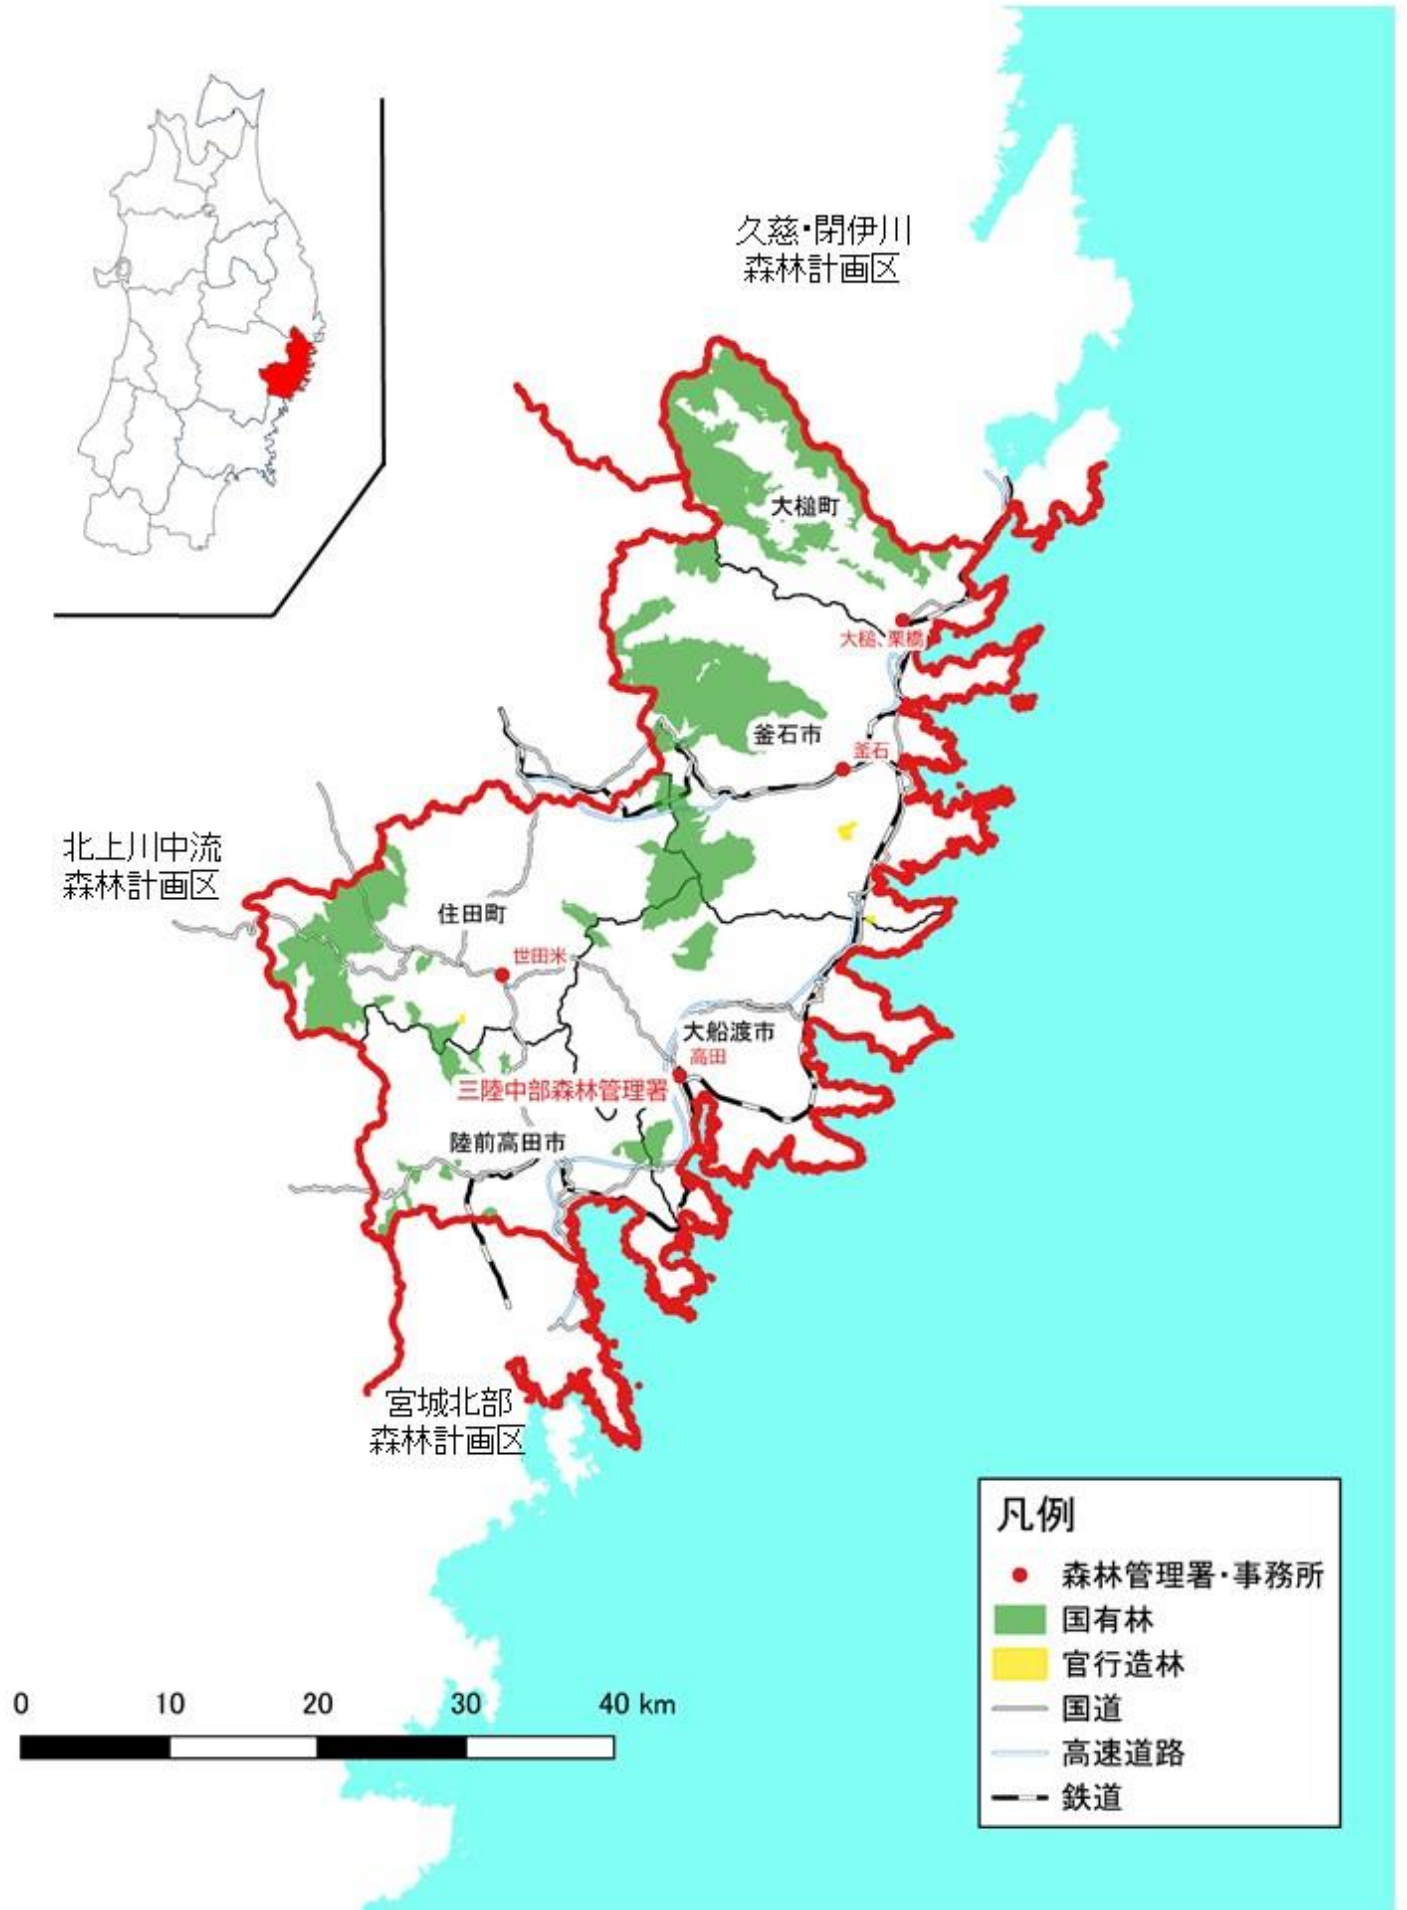 久慈・閉伊川
森林計画区
大槌町
大槌、栗橋
釜石市
釜石
北上川中流
森林計画区
住田町
世田米
大船渡市
高田
三陸中部森林管理署
陸前高田市
宮城北部
森林計画区
凡例
森林管理署・事務所
国有林
官行造林
国道
高速道路
鉄道
0 10 20 30 40 km